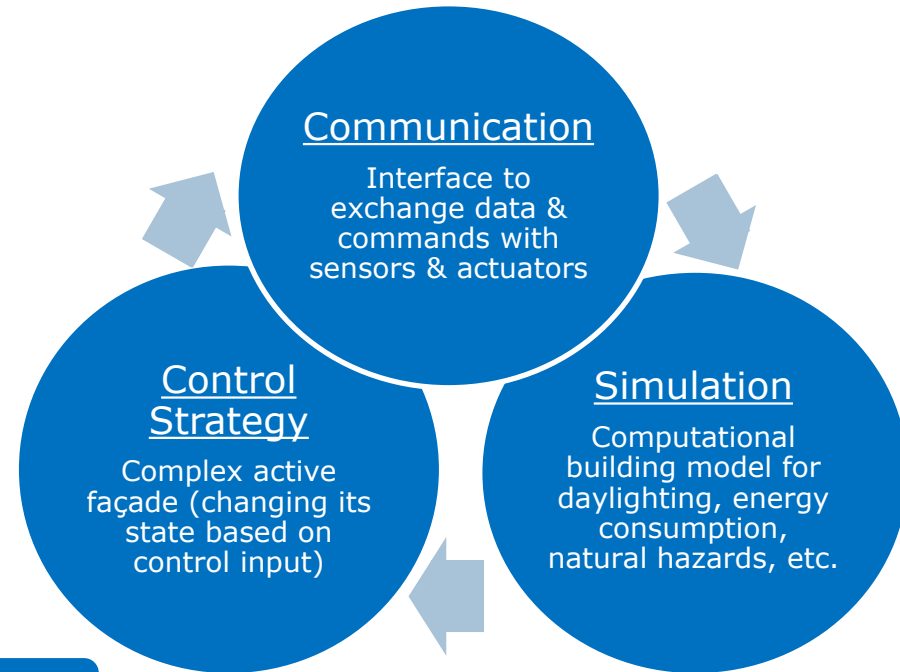 Communication
Interface to
exchange data &
commands with
sensors & actuators
Control
Strategy
Complex active
façade (changing its
state based on
control input)
Simulation
Computational
building model for
daylighting, energy
consumption,
natural hazards, etc.